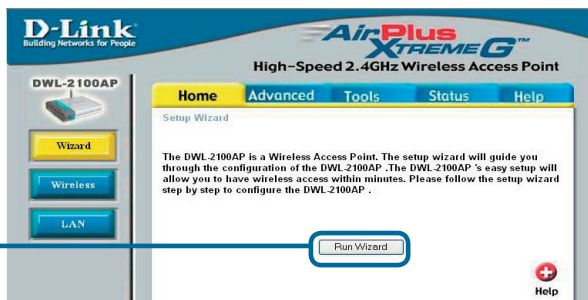 D-Link
Building Networks for People
AirPlus
XTREME G™
High-Speed 2.4GHz Wireless Access Point
DWL-2100AP
Home Advanced Tools Status Help
Setup Wizard
Wizard
The DWL-2100AP is a Wireless Access Point. The setup wizard will guide you
through the configuration of the DWL-2100AP .The DWL-2100AP 's easy setup will
allow you to have wireless access within minutes. Please follow the setup wizard
step by step to configure the DWL-2100AP .
Wireless
LAN
Run Wizard
Help